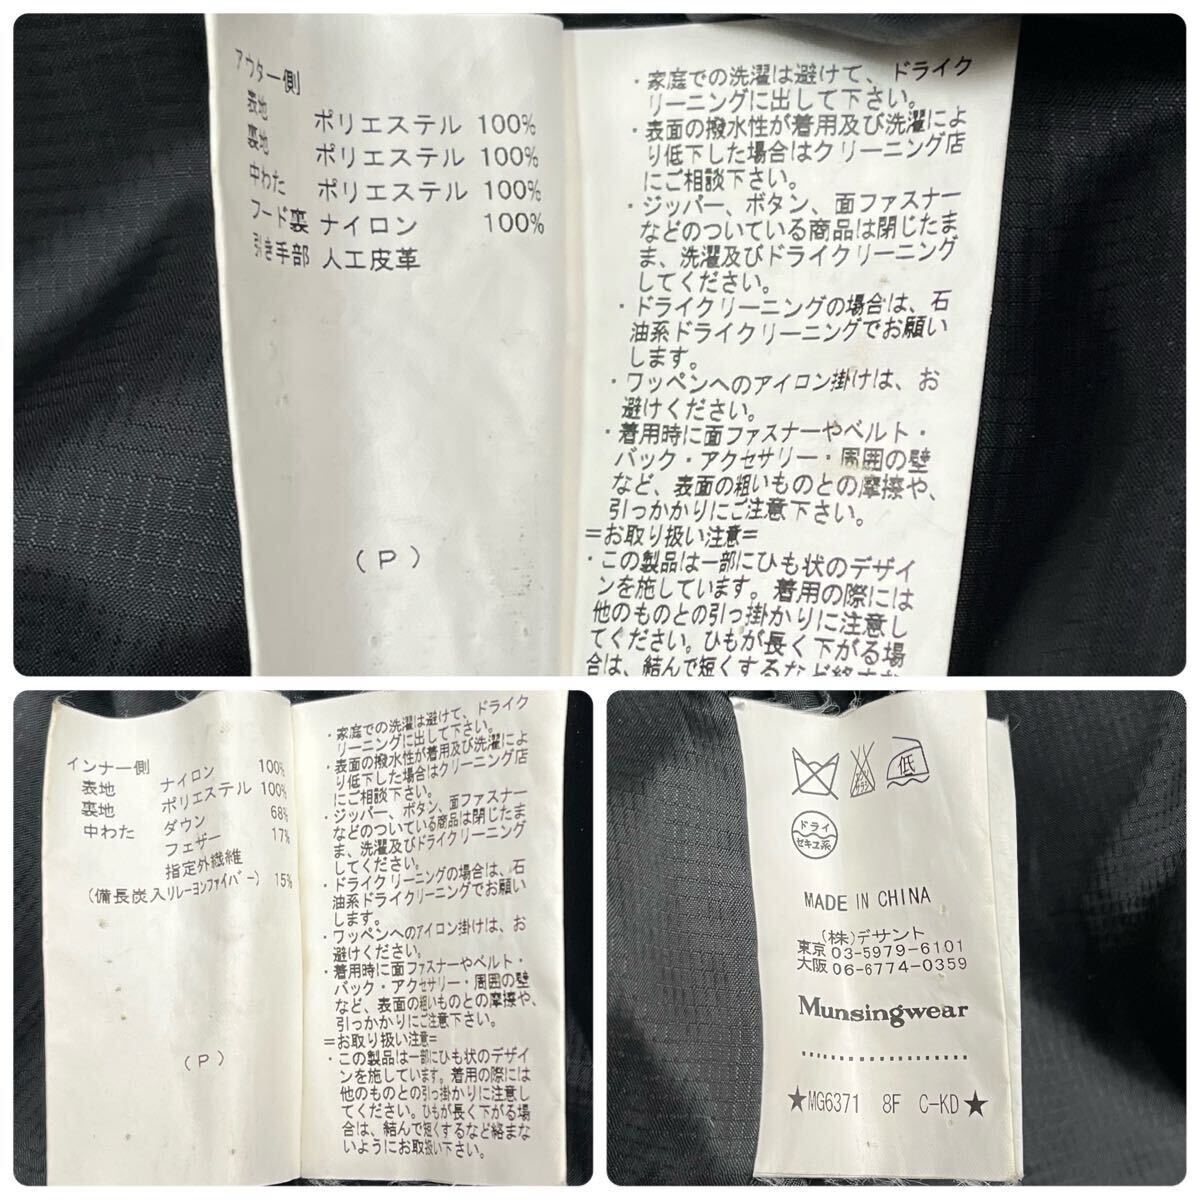 アウター側
表地 ポリエステル 100%
裏地 ポリエステル 100%
中わた ポリエステル 100%
フード裏 ナイロン 100%
引き手部 人工皮革
(P)
・家庭での洗濯は避けて、ドライク
リーニングに出して下さい。
・表面の撥水性が着用及び洗濯によ
り低下した場合はクリーニング店
にご相談下さい。
・ジッパー、ボタン、面ファスナー
などのついている商品は閉じたま
ま、洗濯及びドライクリーニング
してください。
・ドライクリーニングの場合は、石
油系ドライクリーニングでお願い
します。
・ワッペンへのアイロン掛けは、お
避けください。
・着用時に面ファスナーやベルト・
バック・アクセサリー・周囲の壁
など、表面の粗いものとの摩擦や、
引っかかりにご注意下さい。
=お取り扱い注意=
・この製品は一部にひも状のデザイ
ンを施しています。着用の際には
他のものとの引っ掛かりに注意し
てください。ひもが長く下がる場
合は、結んで短くするなど絡まな
インナー側
表地 ナイロン 100%
裏地 ポリエステル 100%
中わた ダウン 68%
フェザー 17%
指定外繊維
(備長炭入りレーヨンファイバー) 15%
(P)
・家庭での洗濯は避けて、ドライク
リーニングに出して下さい。
・表面の撥水性が着用及び洗濯によ
り低下した場合はクリーニング店
にご相談下さい。
・ジッパー、ボタン、面ファスナー
などのついている商品は閉じたま
ま、洗濯及びドライクリーニング
してください。
・ドライクリーニングの場合は、石
油系ドライクリーニングでお願い
します。
・ワッペンへのアイロン掛けは、お
避けください。
・着用時に面ファスナーやベルト・
バック・アクセサリー・周囲の壁
など、表面の粗いものとの摩擦や、
引っかかりにご注意下さい。
=お取り扱い注意=
・この製品は一部にひも状のデザイ
ンを施しています。着用の際には
他のものとの引っ掛かりに注意し
てください。ひもが長く下がる場
合は、結んで短くするなど絡まな
いようにお取扱い下さい。
低
ドライ
セキユ系
MADE IN CHINA
(株)デサント
東京 03-5979-6101
大阪 06-6774-0359
Munsingwear
★MG6371 8F C-KD★